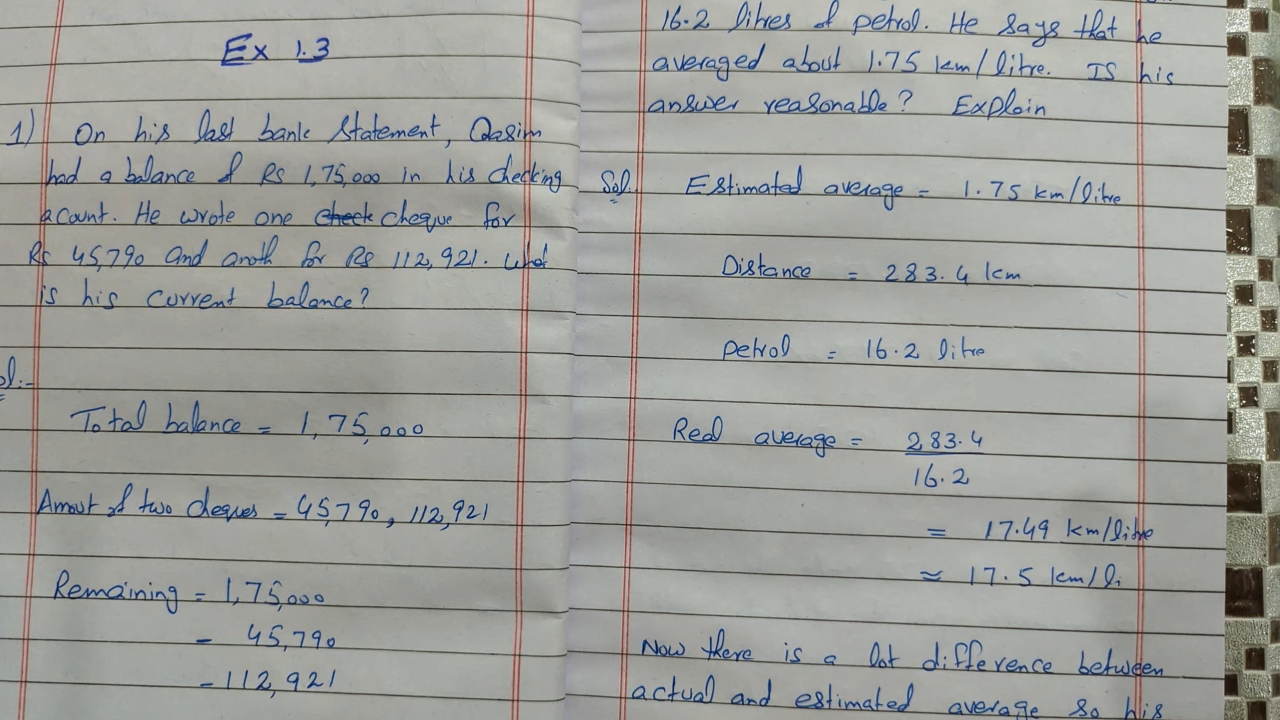 Ex 1.3
1) On his last bank statement, Qasim
had a balance of Rs 1,75,000 in his checking
acount. He wrote one check cheque for
Rs 45,790 and anoth for Rs 112,921. What
is his current balance?
ol:-
Total balance = 1,75,000
Amout of two cheques = 45,790, 112,921
Remaining = 1,75,000
- 45,790
- 112,921
16.2 litres of petrol. He says that he
averaged about 1.75 km/litre. IS his
answer reasonable? Explain
Sol.
Estimated average = 1.75 km/litre
Distance = 283.4 km
petrol = 16.2 litre
Real average = 283.4
16.2
= 17.49 km/litre
≈ 17.5 km/li
Now there is a lot difference between
actual and estimated average so his